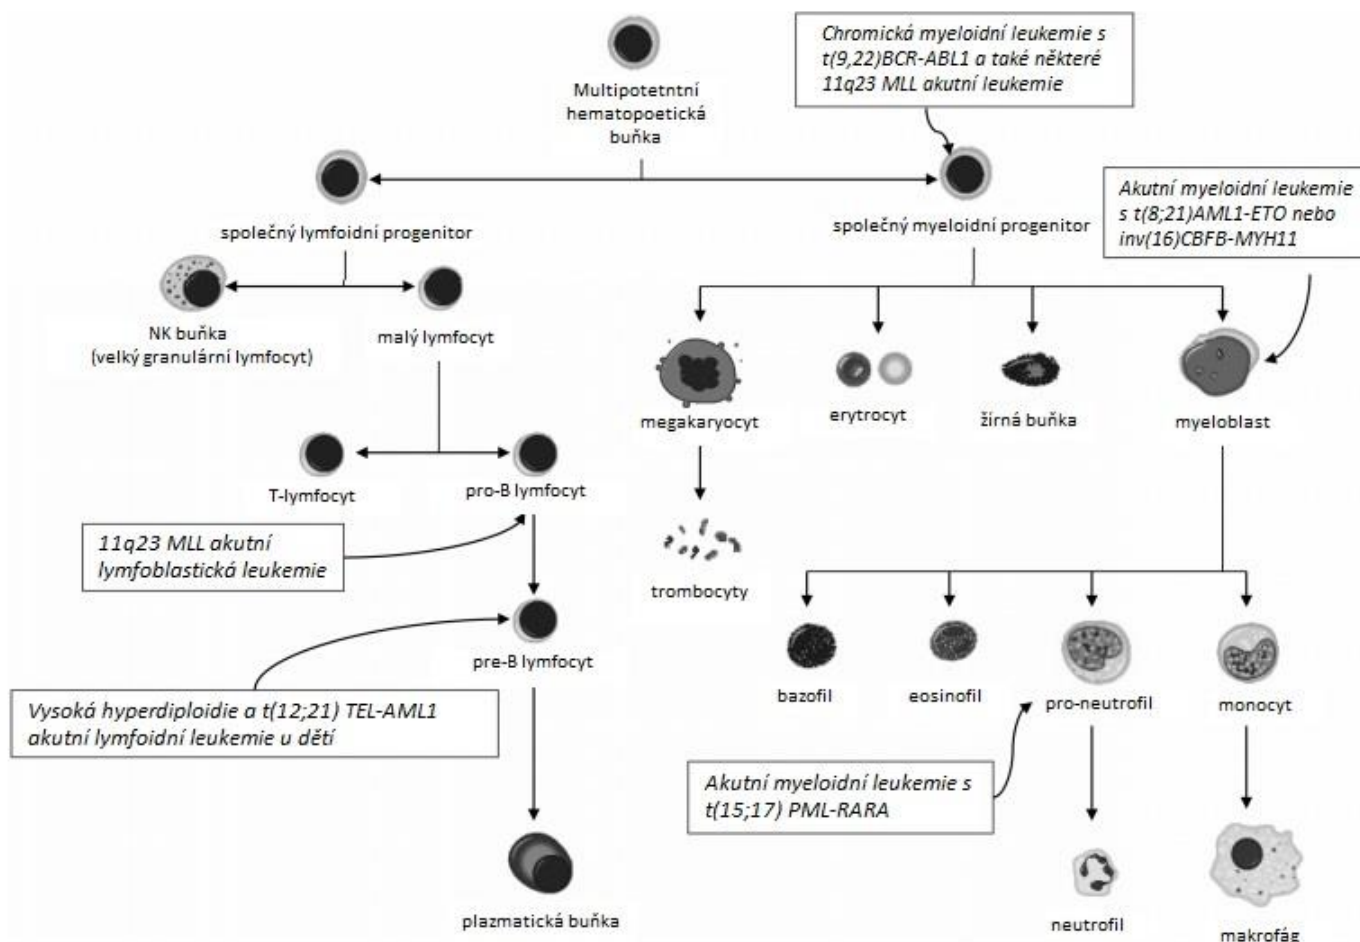 Multipotetntní
hematopoetická
buňka
Chromická myeloidní leukemie s
t(9,22)BCR-ABL1 a také některé
11q23 MLL akutní leukemie
společný lymfoidní progenitor
společný myeloidní progenitor
Akutní myeloidní leukemie
s t(8;21)AML1-ETO nebo
inv(16)CBFB-MYH11
NK buňka
(velký granulární lymfocyt)
malý lymfocyt
megakaryocyt
erytrocyt
žírná buňka
myeloblast
T-lymfocyt
pro-B lymfocyt
11q23 MLL akutní
lymfoblastická leukemie
trombocyty
pre-B lymfocyt
bazofil
eosinofil
pro-neutrofil
monocyt
Vysoká hyperdiploidie a t(12;21) TEL-AML1
akutní lymfoidní leukemie u dětí
Akutní myeloidní leukemie s
t(15;17) PML-RARA
plazmatická buňka
neutrofil
makrofág